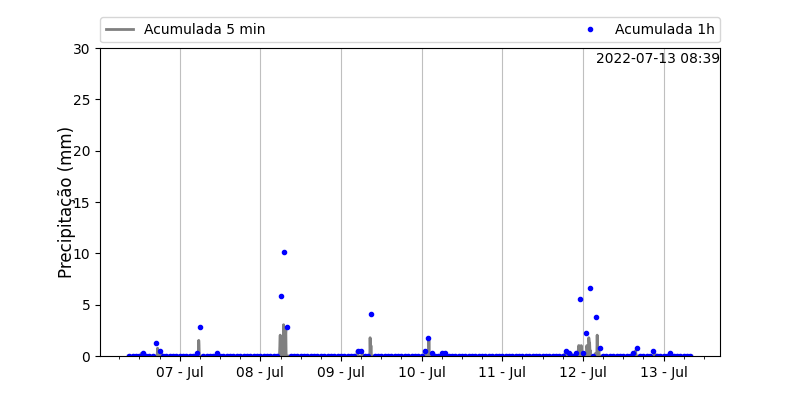 Acumulada 5 min
Acumulada 1h
2022-07-13 08:39
Precipitação (mm)
30
25
20
15
10
5
0
07 - Jul
08 - Jul
09 - Jul
10 - Jul
11 - Jul
12 - Jul
13 - Jul